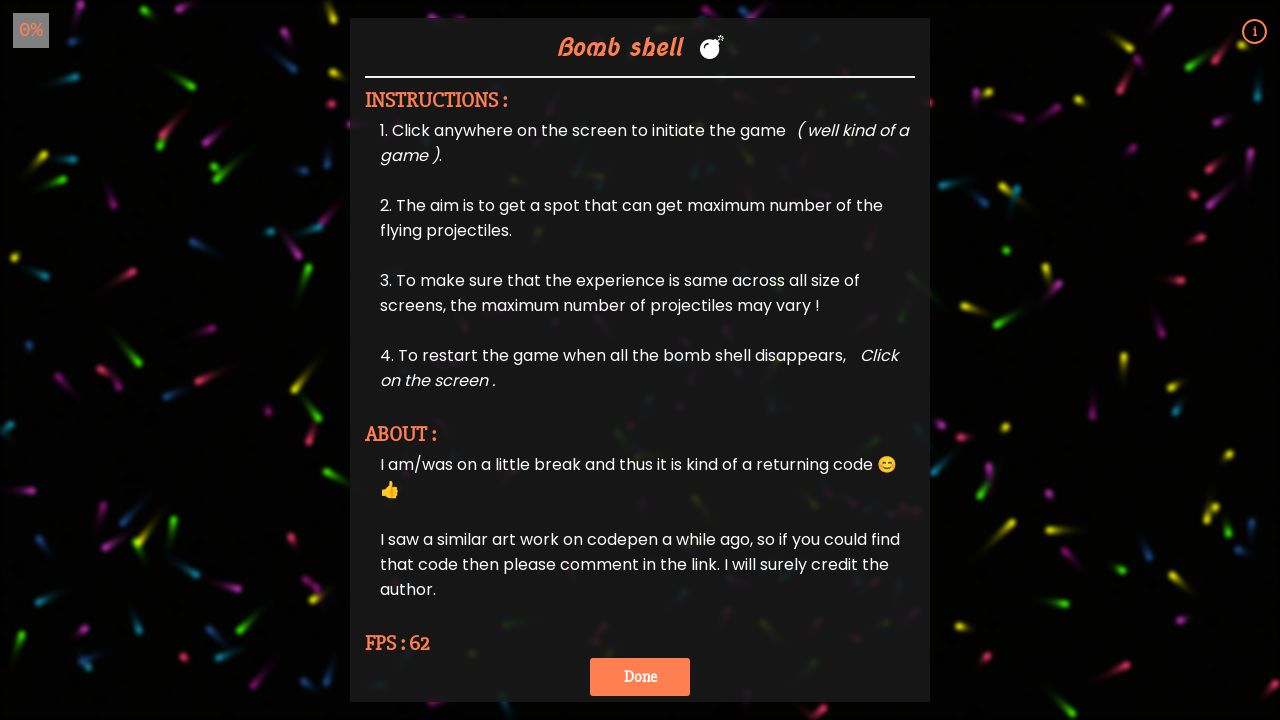 0%
i
Bomb shell 💣
INSTRUCTIONS :
1. Click anywhere on the screen to initiate the game ( well kind of a
game ).
2. The aim is to get a spot that can get maximum number of the
flying projectiles.
3. To make sure that the experience is same across all size of
screens, the maximum number of projectiles may vary !
4. To restart the game when all the bomb shell disappears, Click
on the screen .
ABOUT :
I am/was on a little break and thus it is kind of a returning code 😊
👍
I saw a similar art work on codepen a while ago, so if you could find
that code then please comment in the link. I will surely credit the
author.
FPS : 62
Done